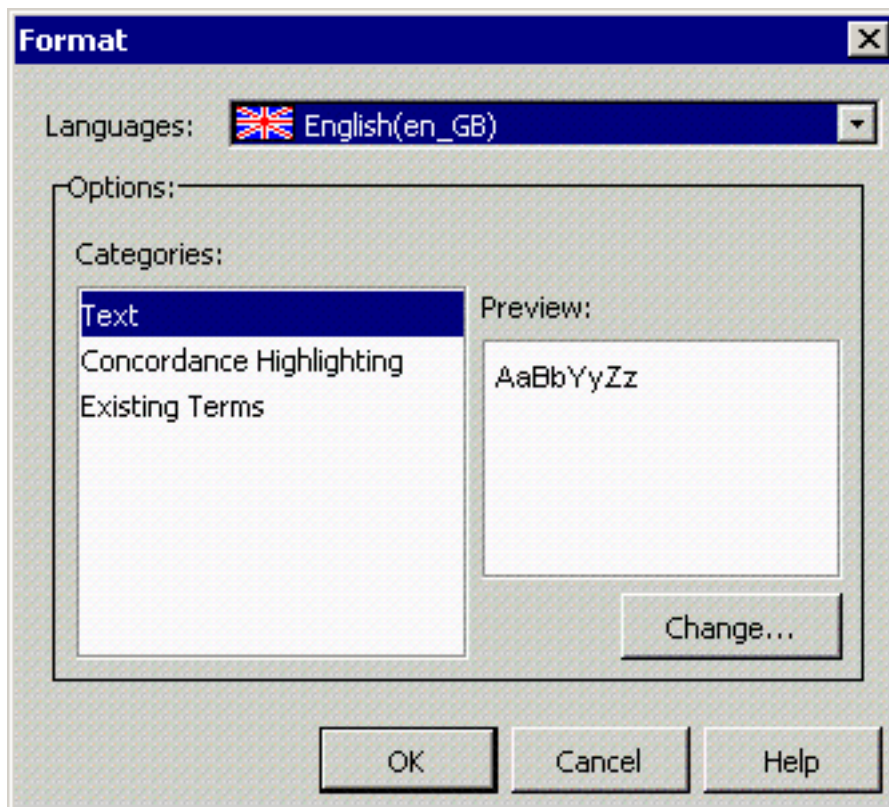 Format
Languages: English(en_GB)
Options:
Categories:
Text
Concordance Highlighting
Existing Terms
Preview:
AaBbYyZz
Change...
OK Cancel Help